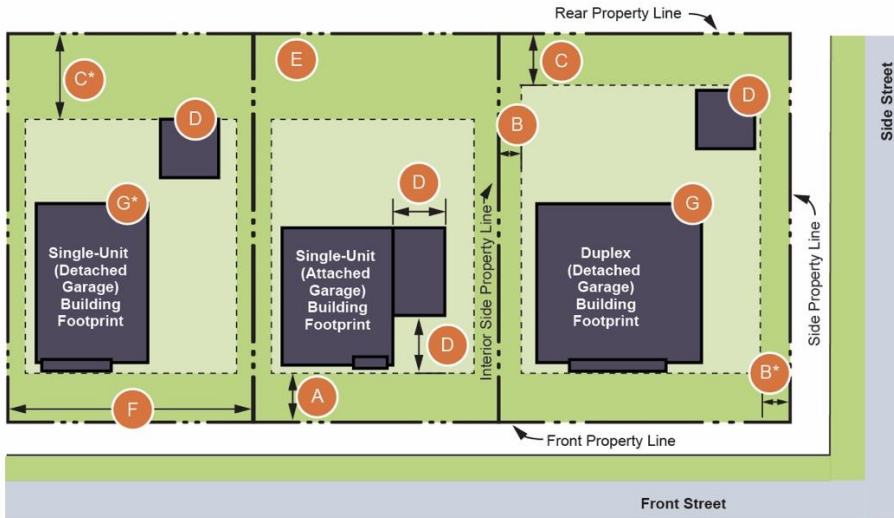 Rear Property Line
C*
E
C
D
D
B
Side Street
G*
D
G
Interior Side Property Line
Side Property Line
Single-Unit
(Detached
Garage)
Building
Footprint
Single-Unit
(Attached
Garage)
Building
Footprint
Duplex
(Detached
Garage)
Building
Footprint
D
B*
F
A
Front Property Line
Front Street